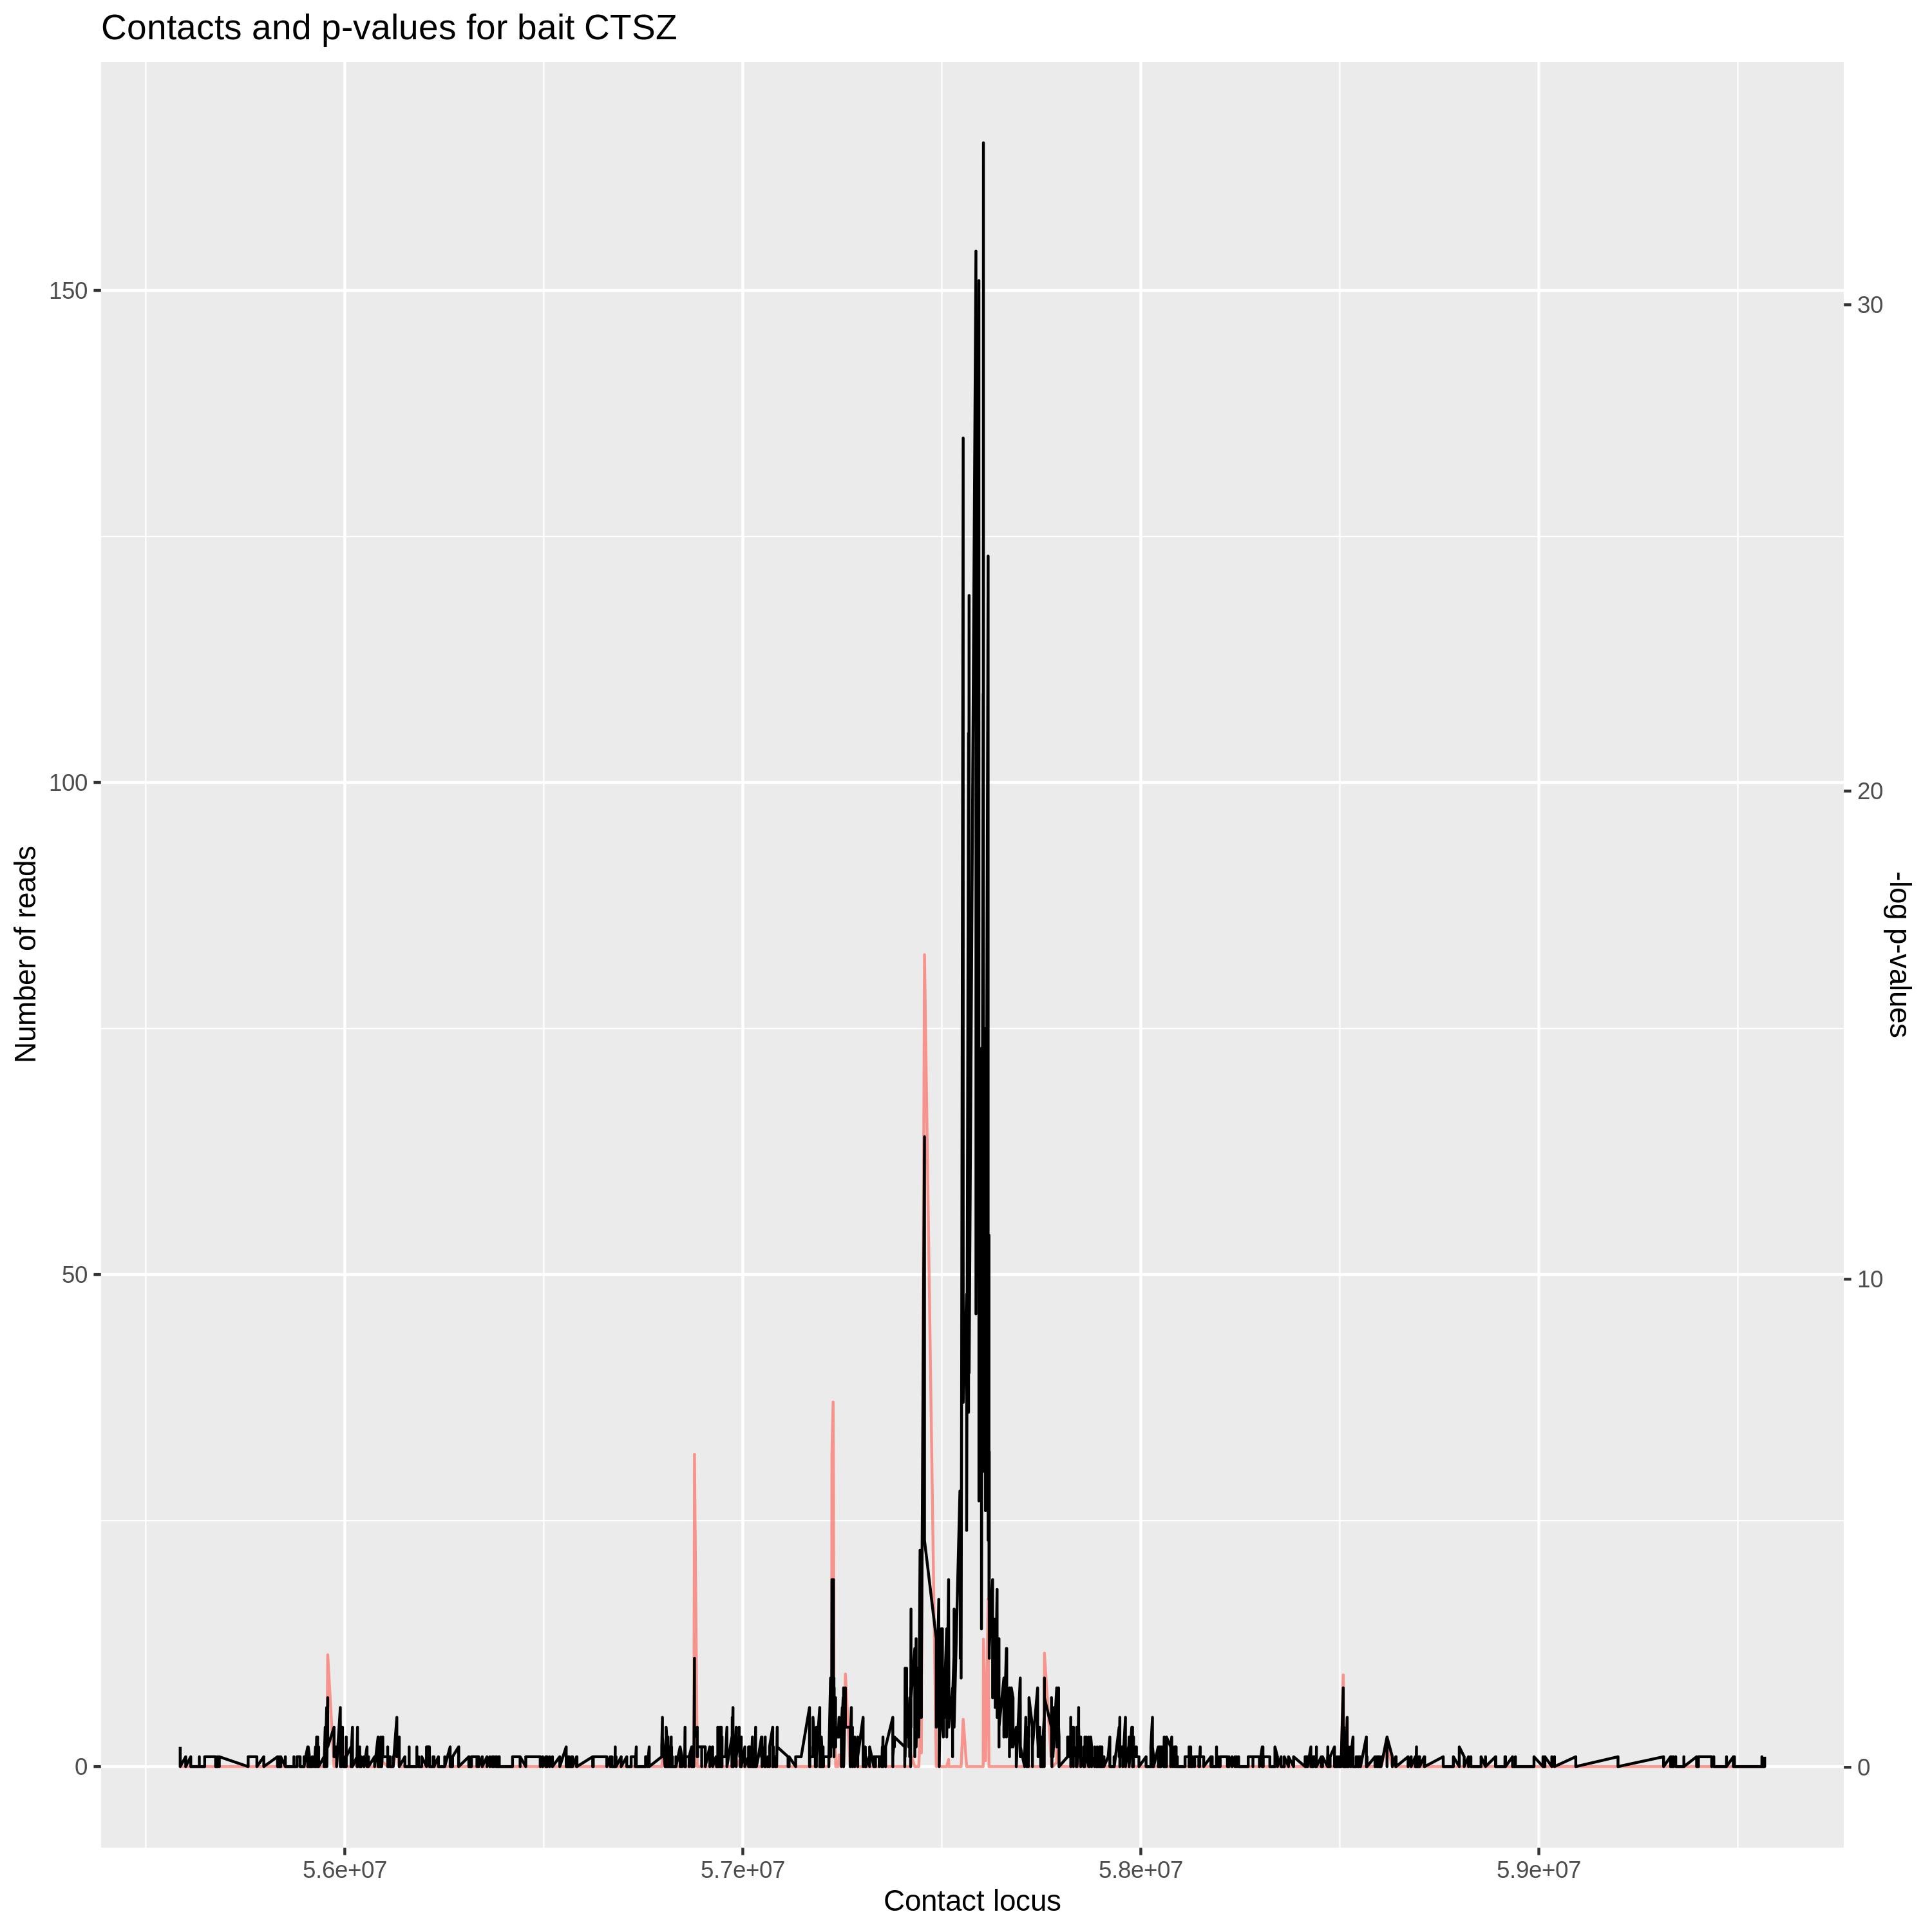 Contacts and p-values for bait CTSZ
150
100
50
0
Number of reads
30
20
10
0
-log p-values
5.6e+07
5.7e+07
5.8e+07
5.9e+07
Contact locus